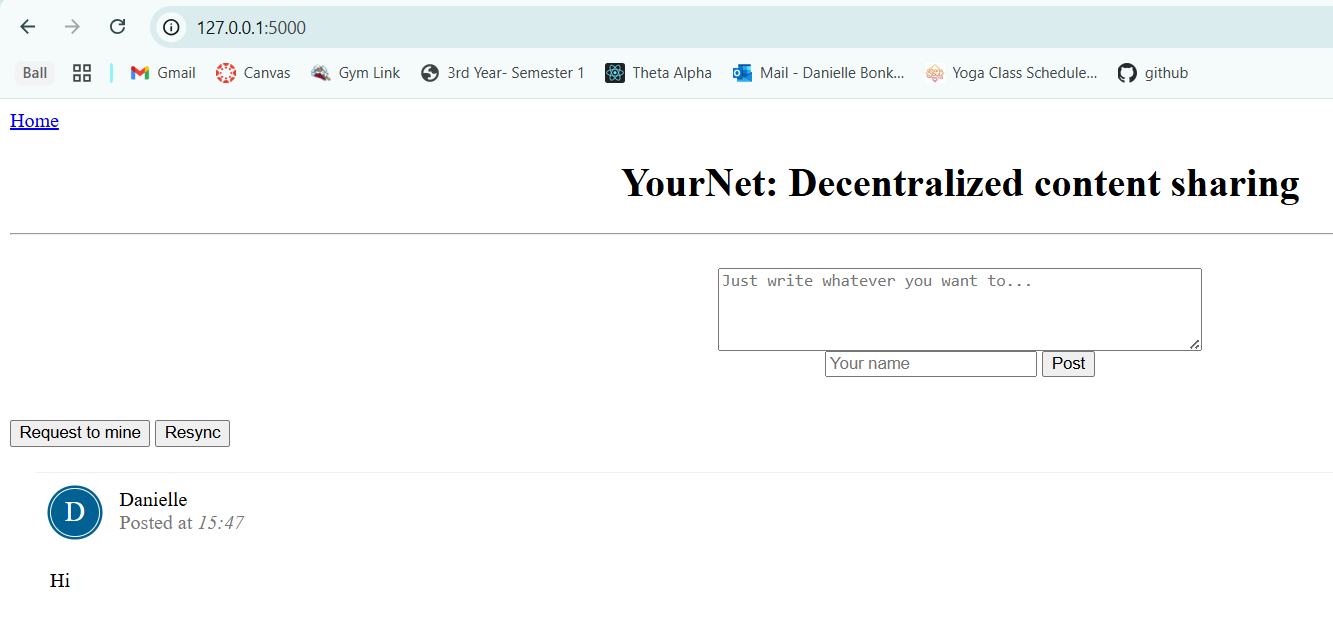 127.0.0.1:5000
Ball Gmail Canvas Gym Link 3rd Year- Semester 1 Theta Alpha Mail - Danielle Bonk... Yoga Class Schedule... github
Home
YourNet: Decentralized content sharing
Just write whatever you want to...
Your name Post
Request to mine Resync
D Danielle
Posted at 15:47
Hi